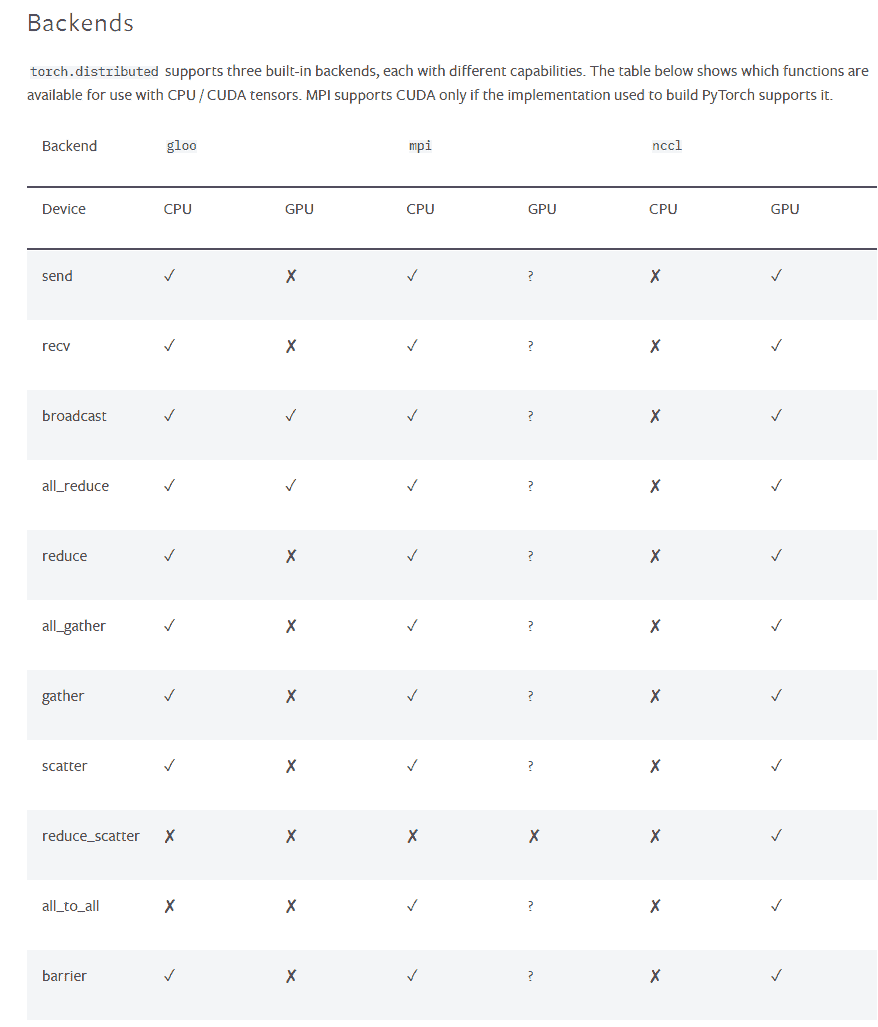 Backends
torch.distributed supports three built-in backends, each with different capabilities. The table below shows which functions are
available for use with CPU / CUDA tensors. MPI supports CUDA only if the implementation used to build PyTorch supports it.
Backend gloo mpi nccl
Device CPU GPU CPU GPU CPU GPU
send ✓ ✗ ✓ ? ✗ ✓
recv ✓ ✗ ✓ ? ✗ ✓
broadcast ✓ ✓ ✓ ? ✗ ✓
all_reduce ✓ ✓ ✓ ? ✗ ✓
reduce ✓ ✗ ✓ ? ✗ ✓
all_gather ✓ ✗ ✓ ? ✗ ✓
gather ✓ ✗ ✓ ? ✗ ✓
scatter ✓ ✗ ✓ ? ✗ ✓
reduce_scatter ✗ ✗ ✗ ✗ ✗ ✓
all_to_all ✗ ✗ ✓ ? ✗ ✓
barrier ✓ ✗ ✓ ? ✗ ✓